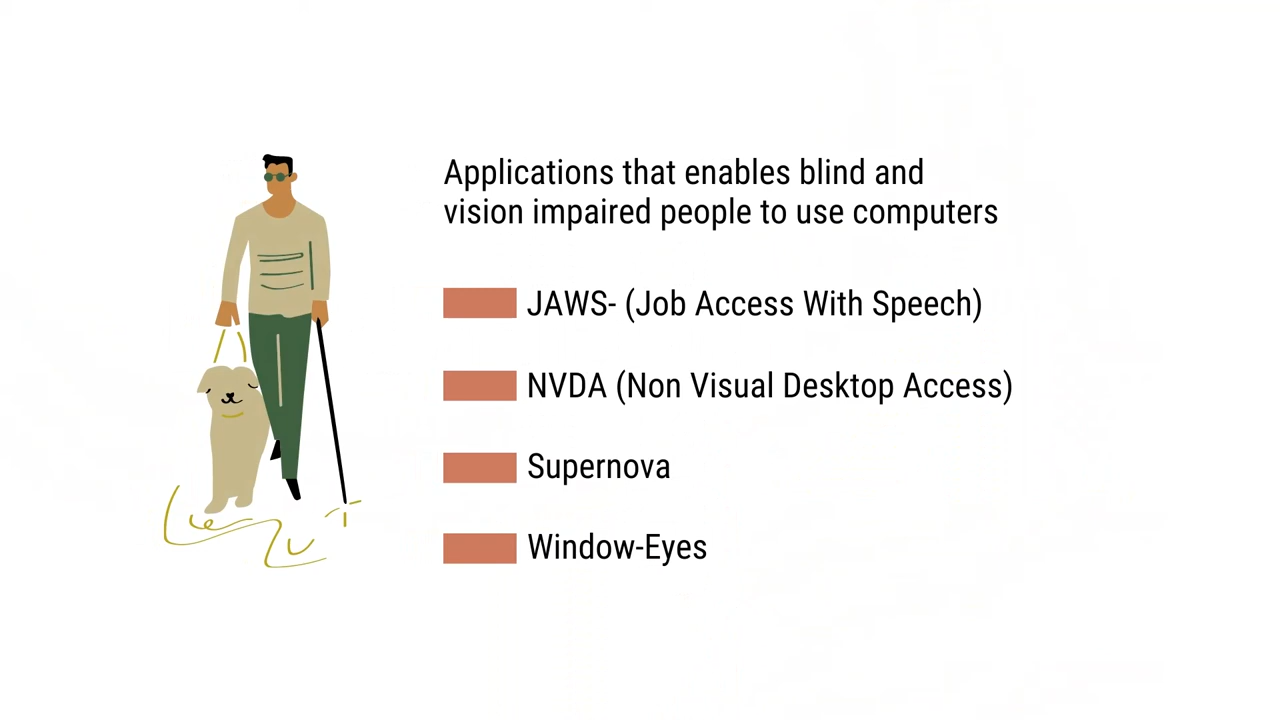 Applications that enables blind and
vision impaired people to use computers
JAWS- (Job Access With Speech)
NVDA (Non Visual Desktop Access)
Supernova
Window-Eyes